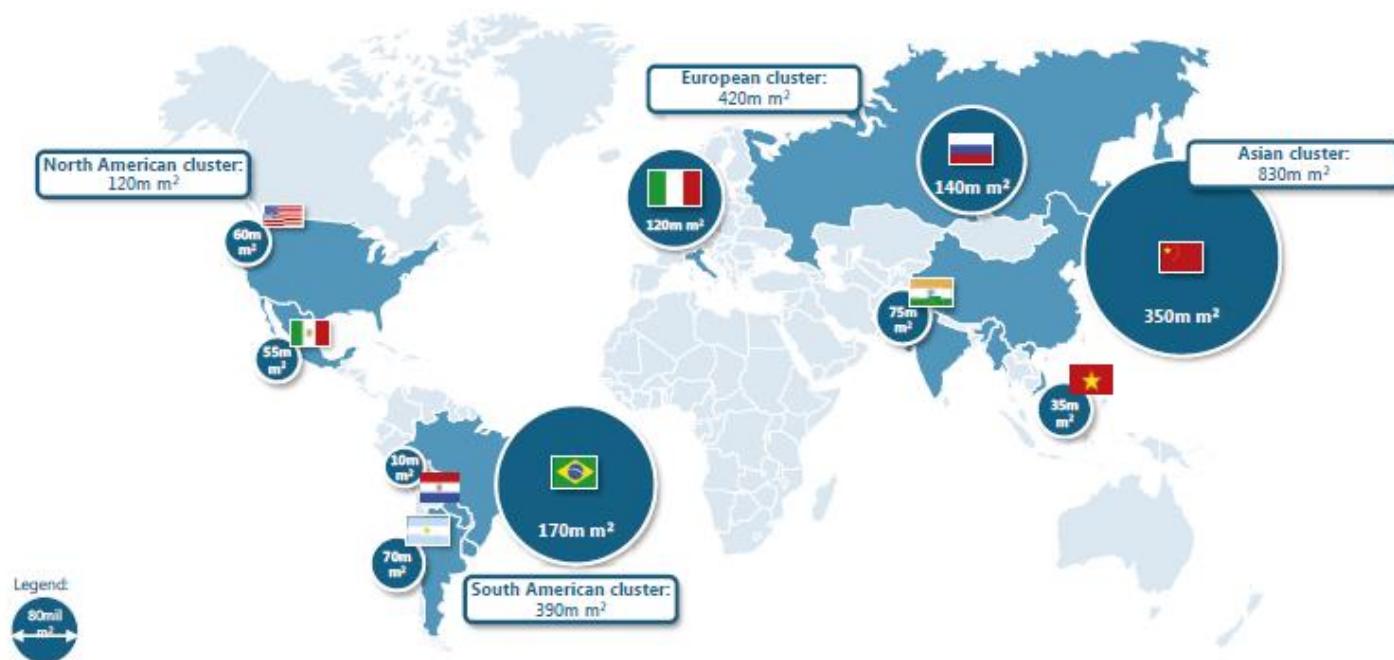 European cluster:
420m m²
North American cluster:
120m m²
Asian cluster:
830m m²
140m m²
120m m²
60m
m²
350m m²
75m
m²
55m
m²
35m
m²
10m
m²
170m m²
70m
m²
South American cluster:
390m m²
Legend:
80mil
m²